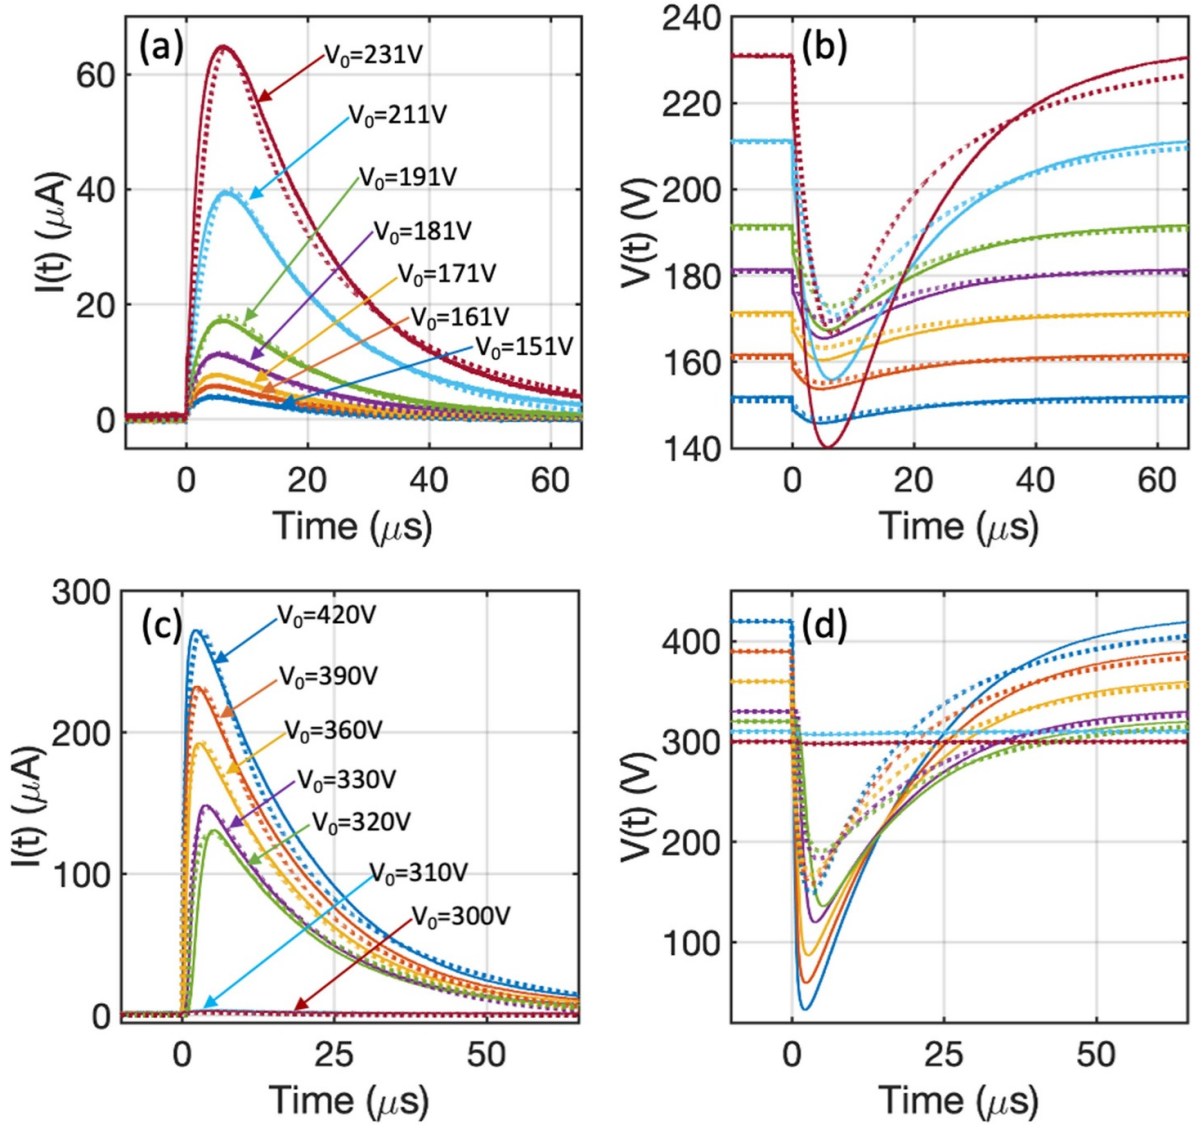 (a)
I(t) (μA)
60
40
20
0
V₀=231V
V₀=211V
V₀=191V
V₀=181V
V₀=171V
V₀=161V
V₀=151V
0 20 40 60
Time (μs)
(b)
V(t) (V)
240
220
200
180
160
140
0 20 40 60
Time (μs)
(c)
I(t) (μA)
300
200
100
0
V₀=420V
V₀=390V
V₀=360V
V₀=330V
V₀=320V
V₀=310V
V₀=300V
0 25 50
Time (μs)
(d)
V(t) (V)
400
300
200
100
0 25 50
Time (μs)